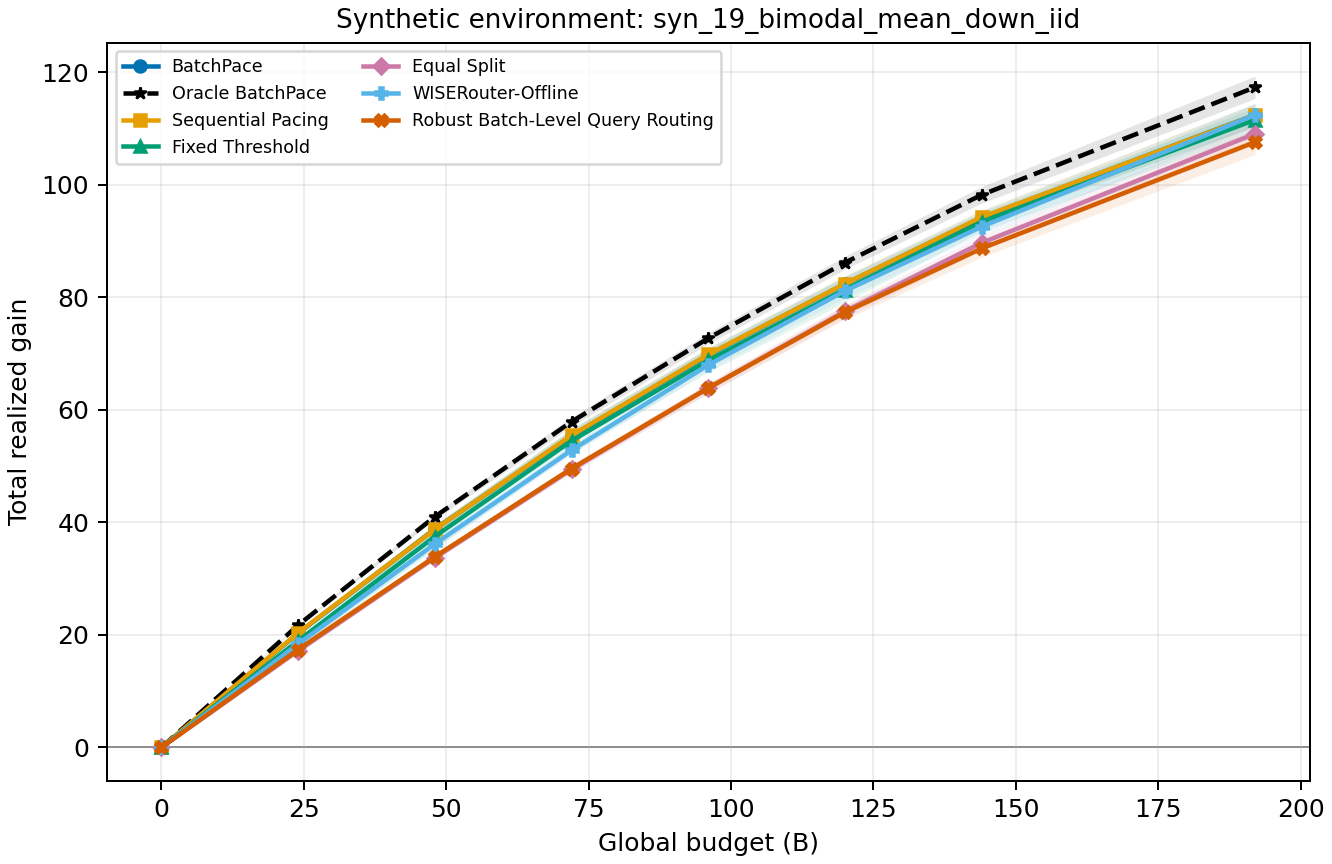 Synthetic environment: syn_19_bimodal_mean_down_iid
BatchPace
Oracle BatchPace
Sequential Pacing
Fixed Threshold
Equal Split
WISERouter-Offline
Robust Batch-Level Query Routing
Total realized gain
120
100
80
60
40
20
0
0 25 50 75 100 125 150 175 200
Global budget (B)